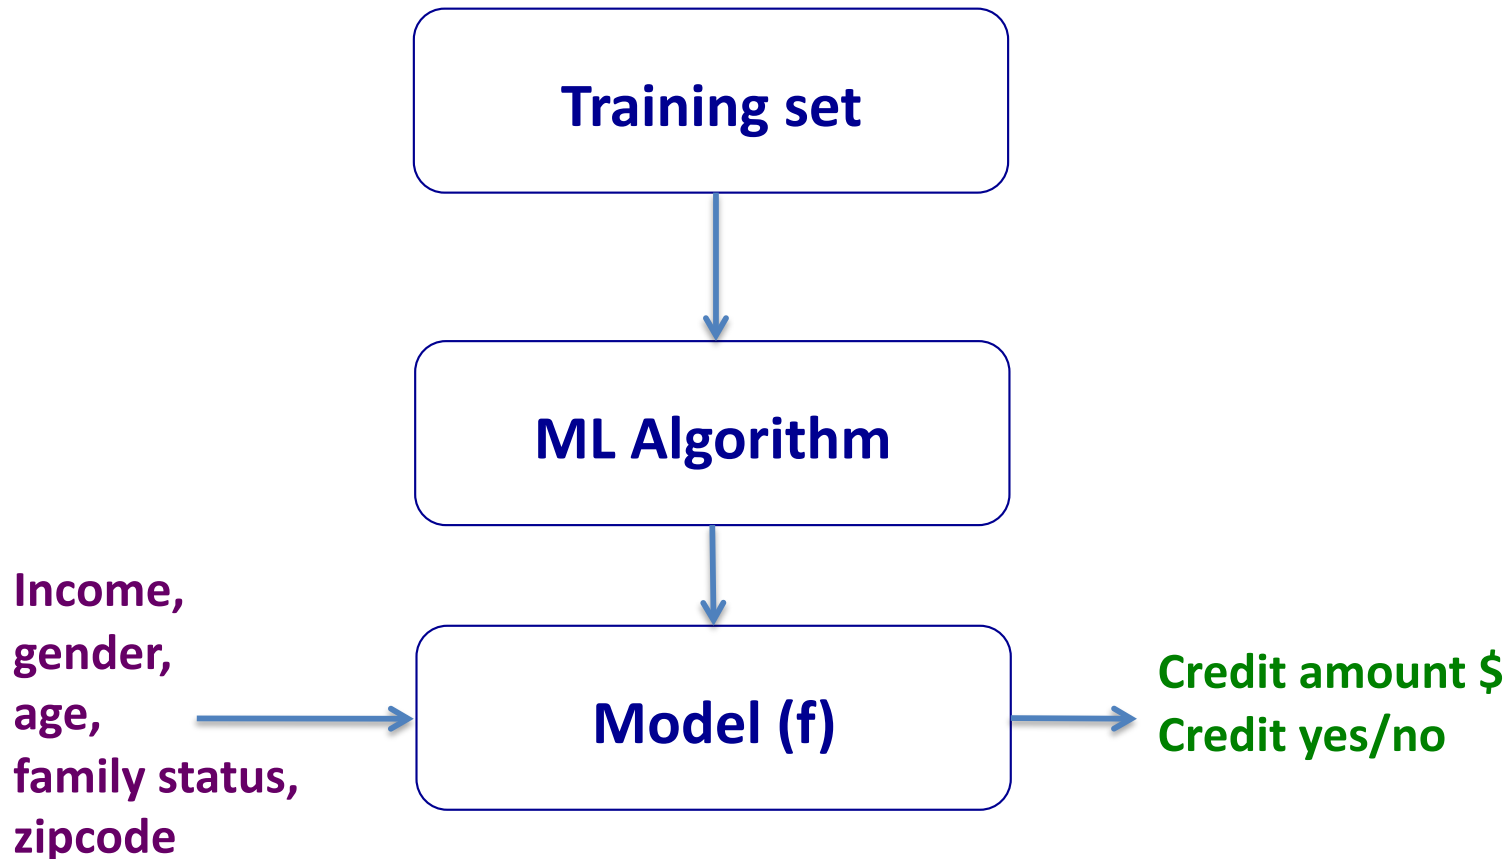 Training set
ML Algorithm
Income,
gender,
age,
family status,
zipcode
Model (f)
Credit amount $
Credit yes/no